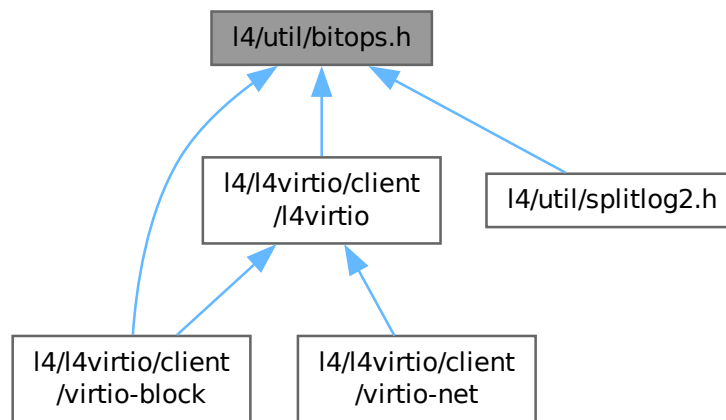 l4/util/bitops.h
l4/l4virtio/client
/l4virtio
l4/util/splitlog2.h
l4/l4virtio/client
/virtio-block
l4/l4virtio/client
/virtio-net